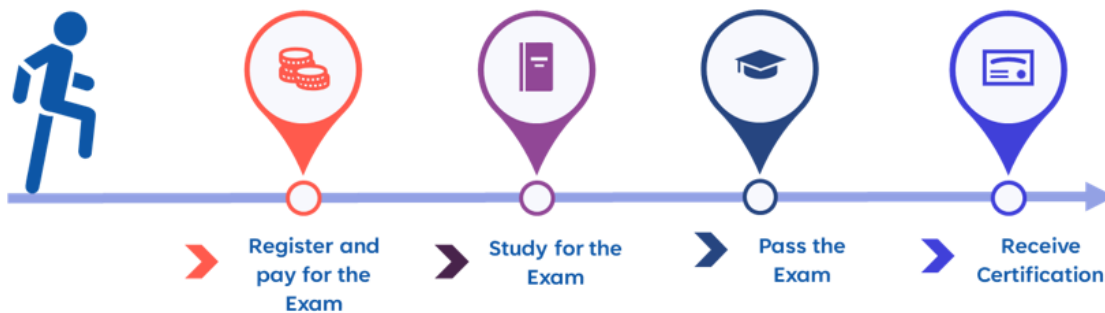 Register and
pay for the
Exam
Study for the
Exam
Pass the
Exam
Receive
Certification